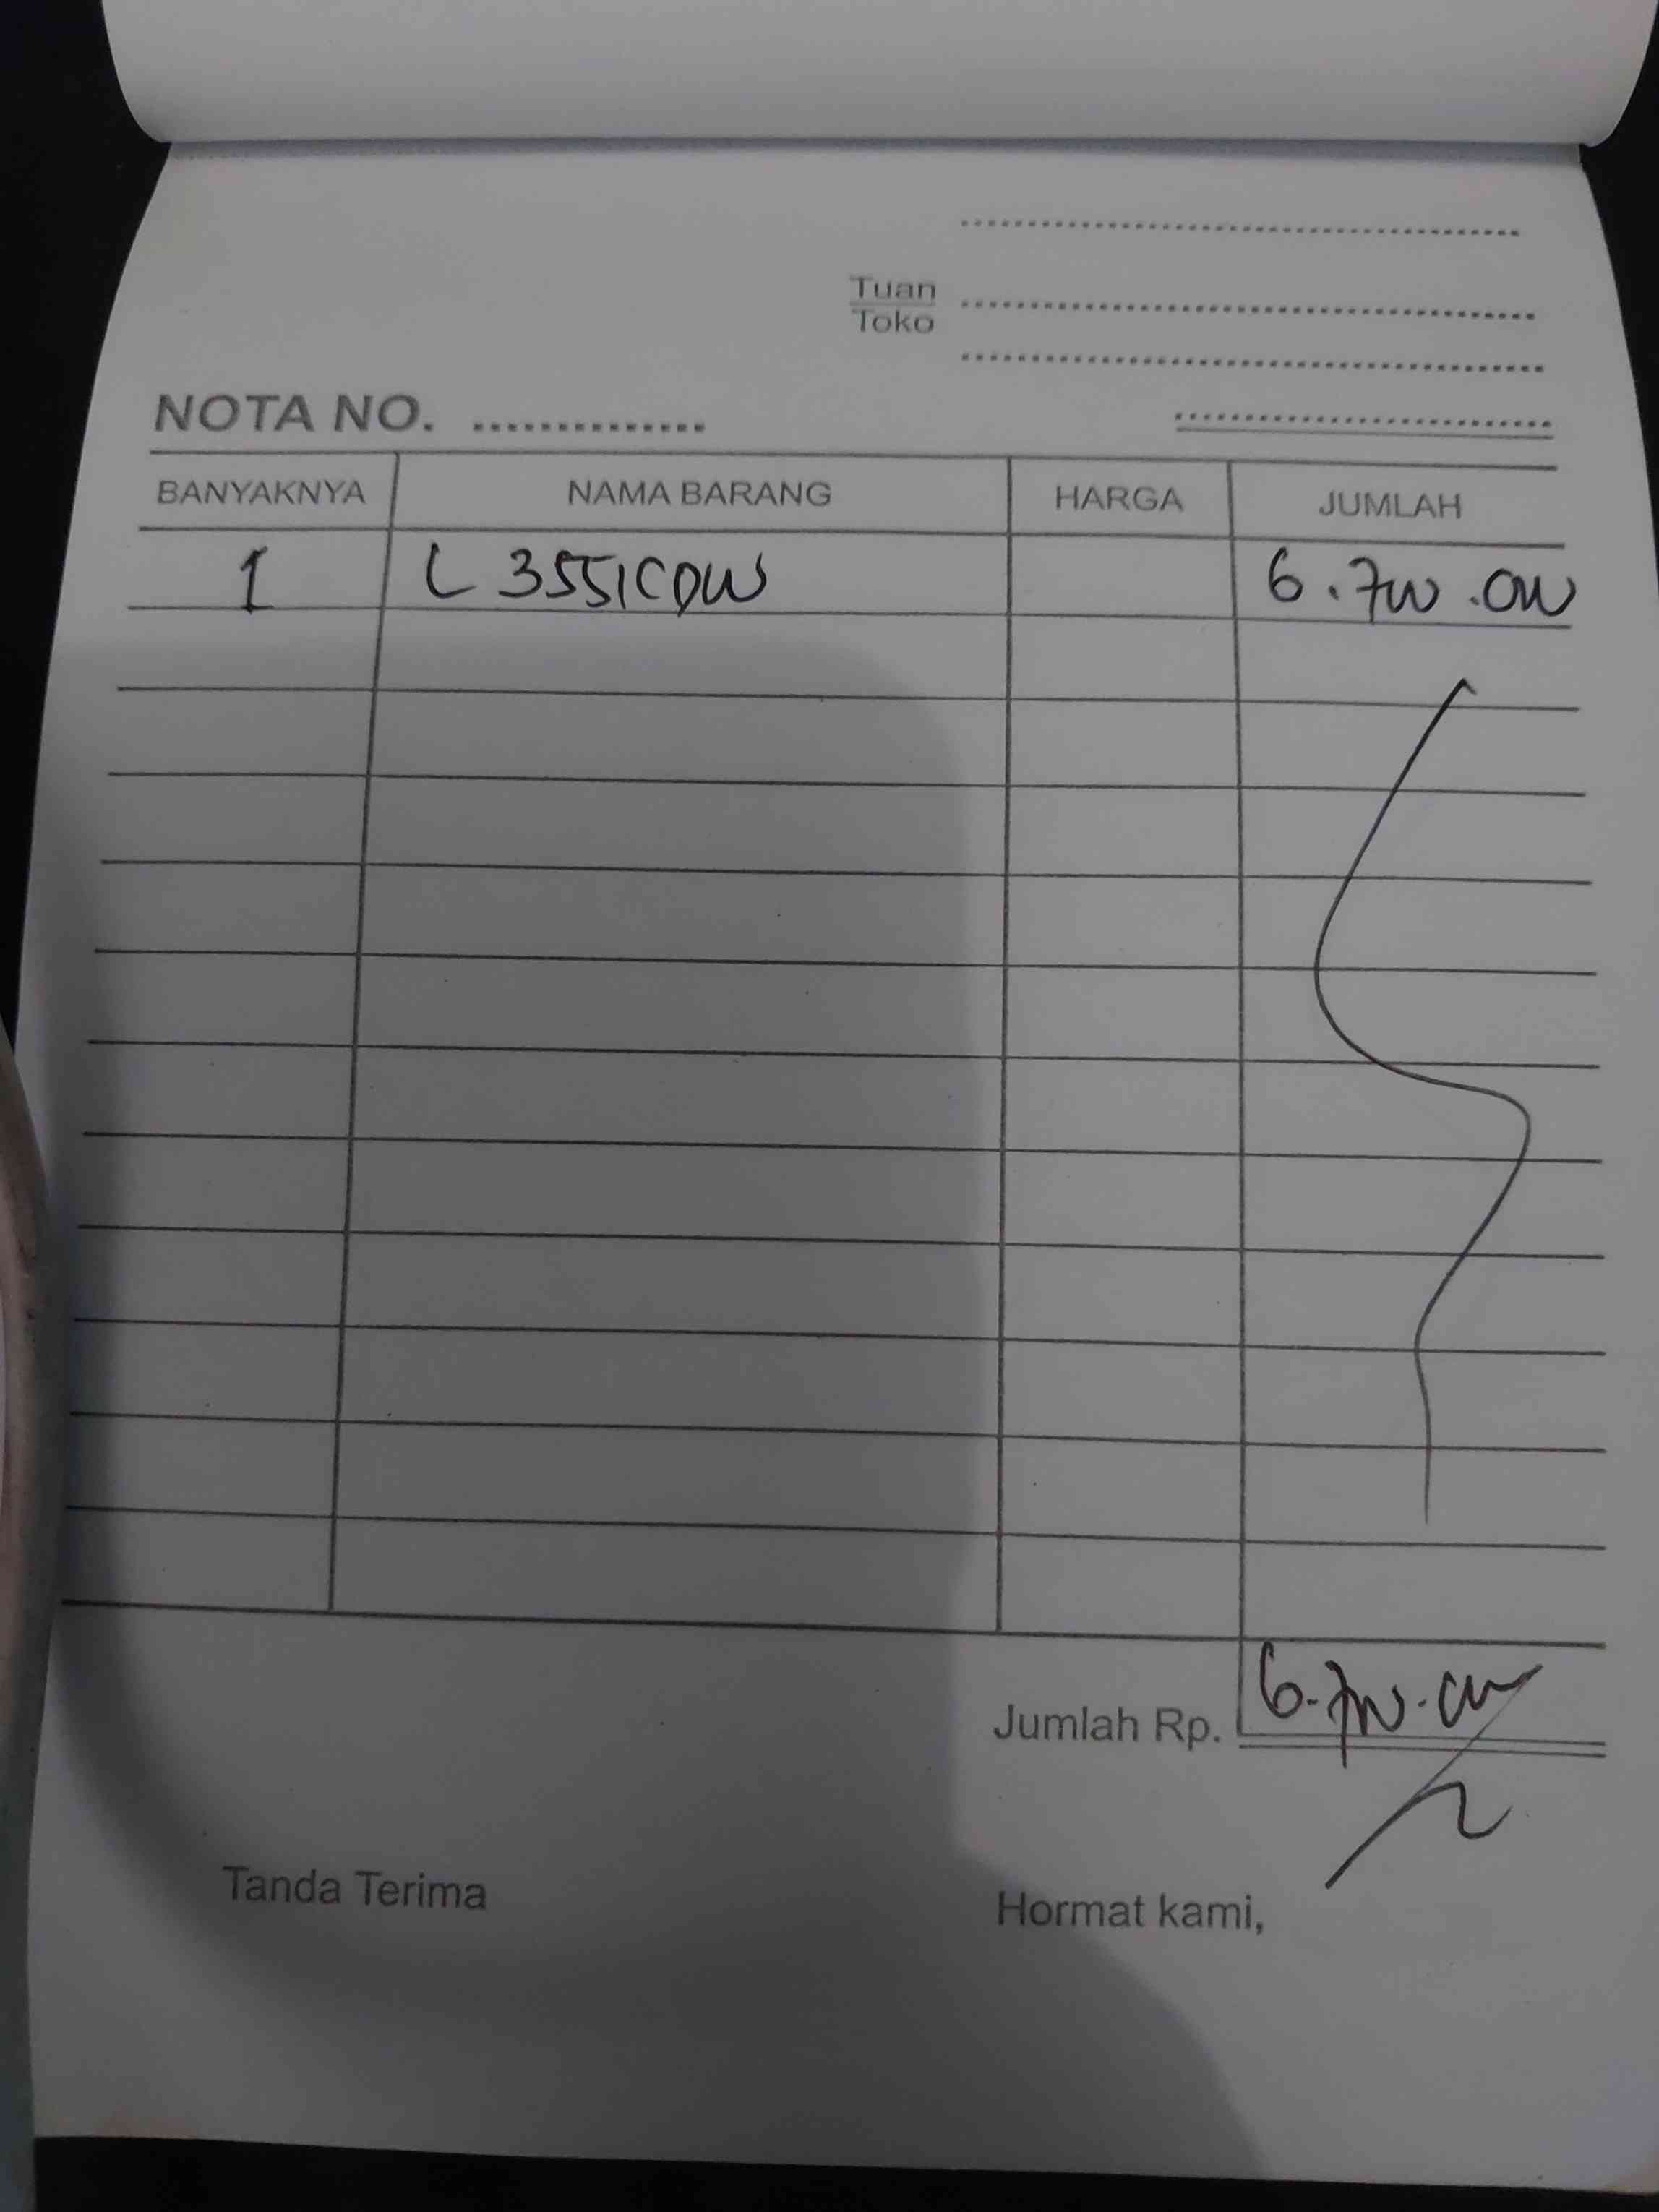 Tuan
Toko
NOTA NO.
BANYAKNYA NAMA BARANG HARGA JUMLAH
1 L3551CDW 6.700.000
Jumlah Rp. 6.700.000
Tanda Terima
Hormat kami,